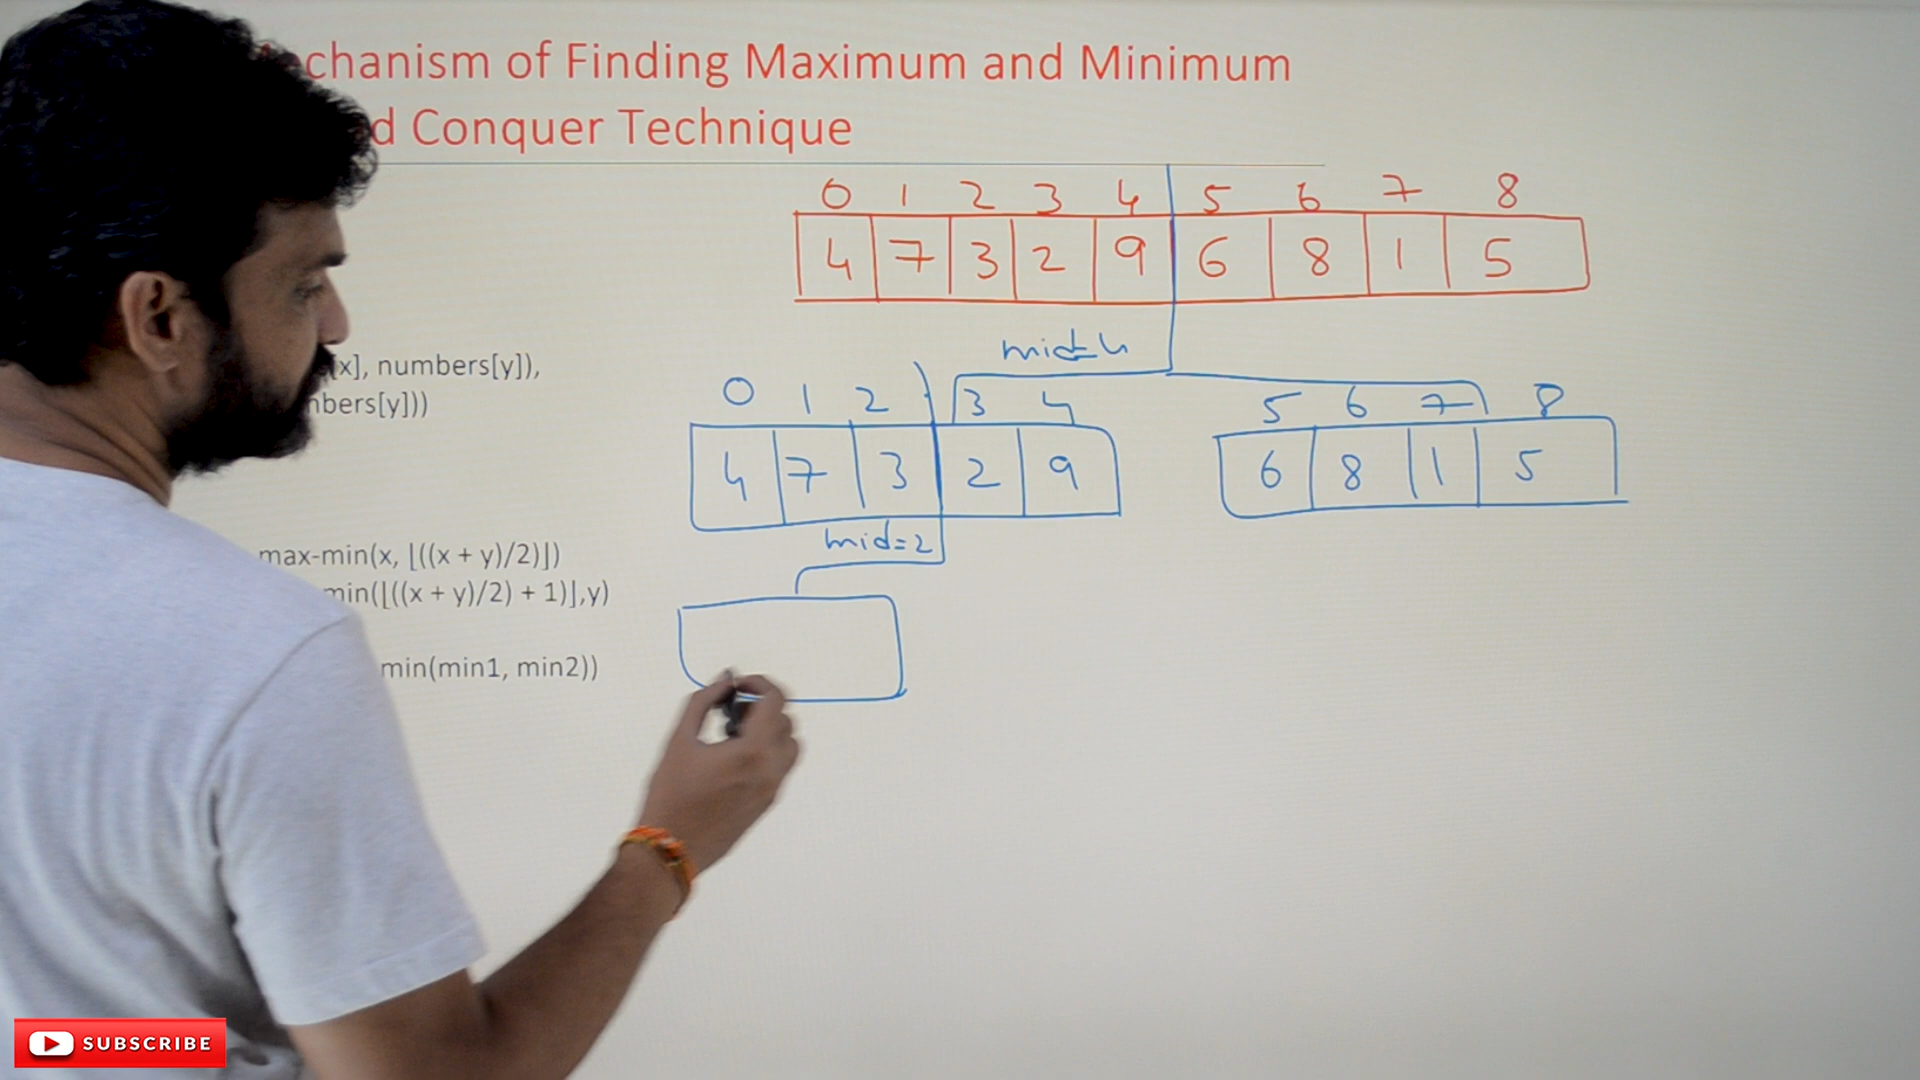 chanism of Finding Maximum and Minimum
d Conquer Technique
0 1 2 3 4 5 6 7 8
4 7 3 2 9 6 8 1 5
mid=4
[x], numbers[y]),
nbers[y]))
0 1 2 3 4 5 6 7 8
4 7 3 2 9 6 8 1 5
mid=2
max-min(x, ⌊((x + y)/2)⌋)
min(⌊((x + y)/2) + 1)⌋,y)
min(min1, min2))
SUBSCRIBE